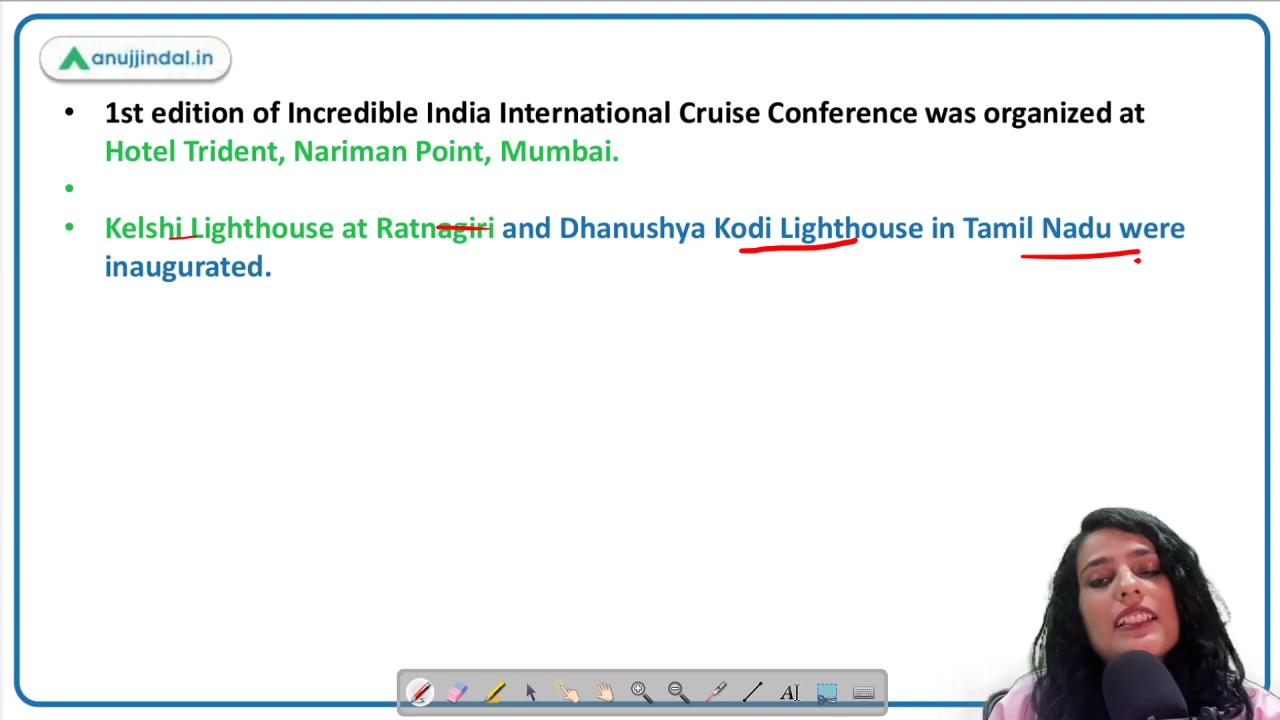 anujjindal.in
• 1st edition of Incredible India International Cruise Conference was organized at
Hotel Trident, Nariman Point, Mumbai.
•
• Kelshi Lighthouse at Ratnagiri and Dhanushya Kodi Lighthouse in Tamil Nadu were
inaugurated.
A